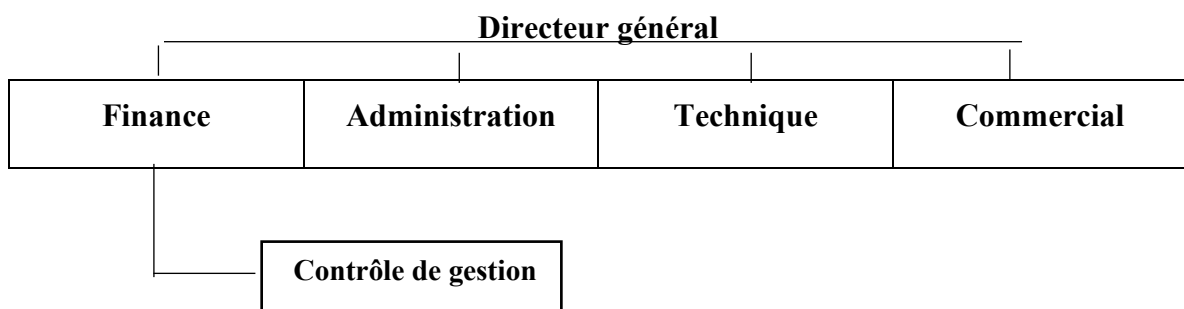 Directeur général
Finance Administration Technique Commercial
Contrôle de gestion